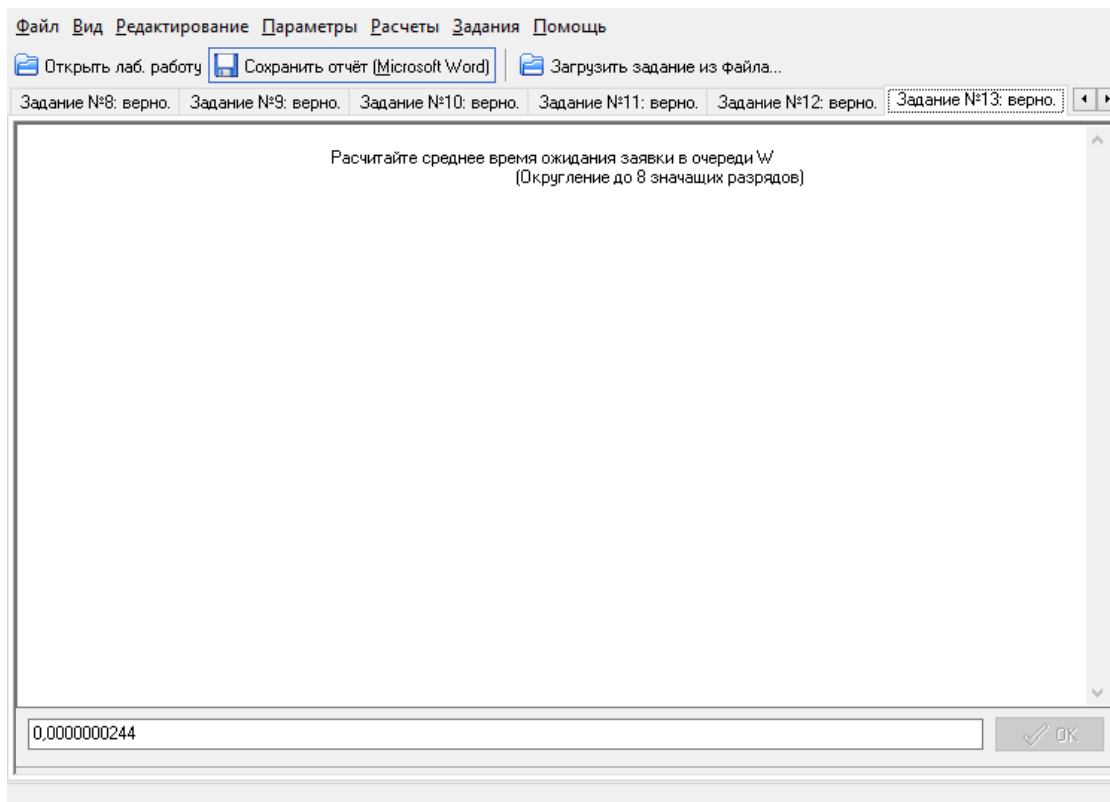 Файл Вид Редактирование Параметры Расчеты Задания Помощь
Открыть лаб. работу Сохранить отчёт (Microsoft Word) Загрузить задание из файла...
Задание №8: верно. Задание №9: верно. Задание №10: верно. Задание №11: верно. Задание №12: верно. Задание №13: верно.
Расчитайте среднее время ожидания заявки в очереди W
(Округление до 8 значащих разрядов)
0,0000000244
OK